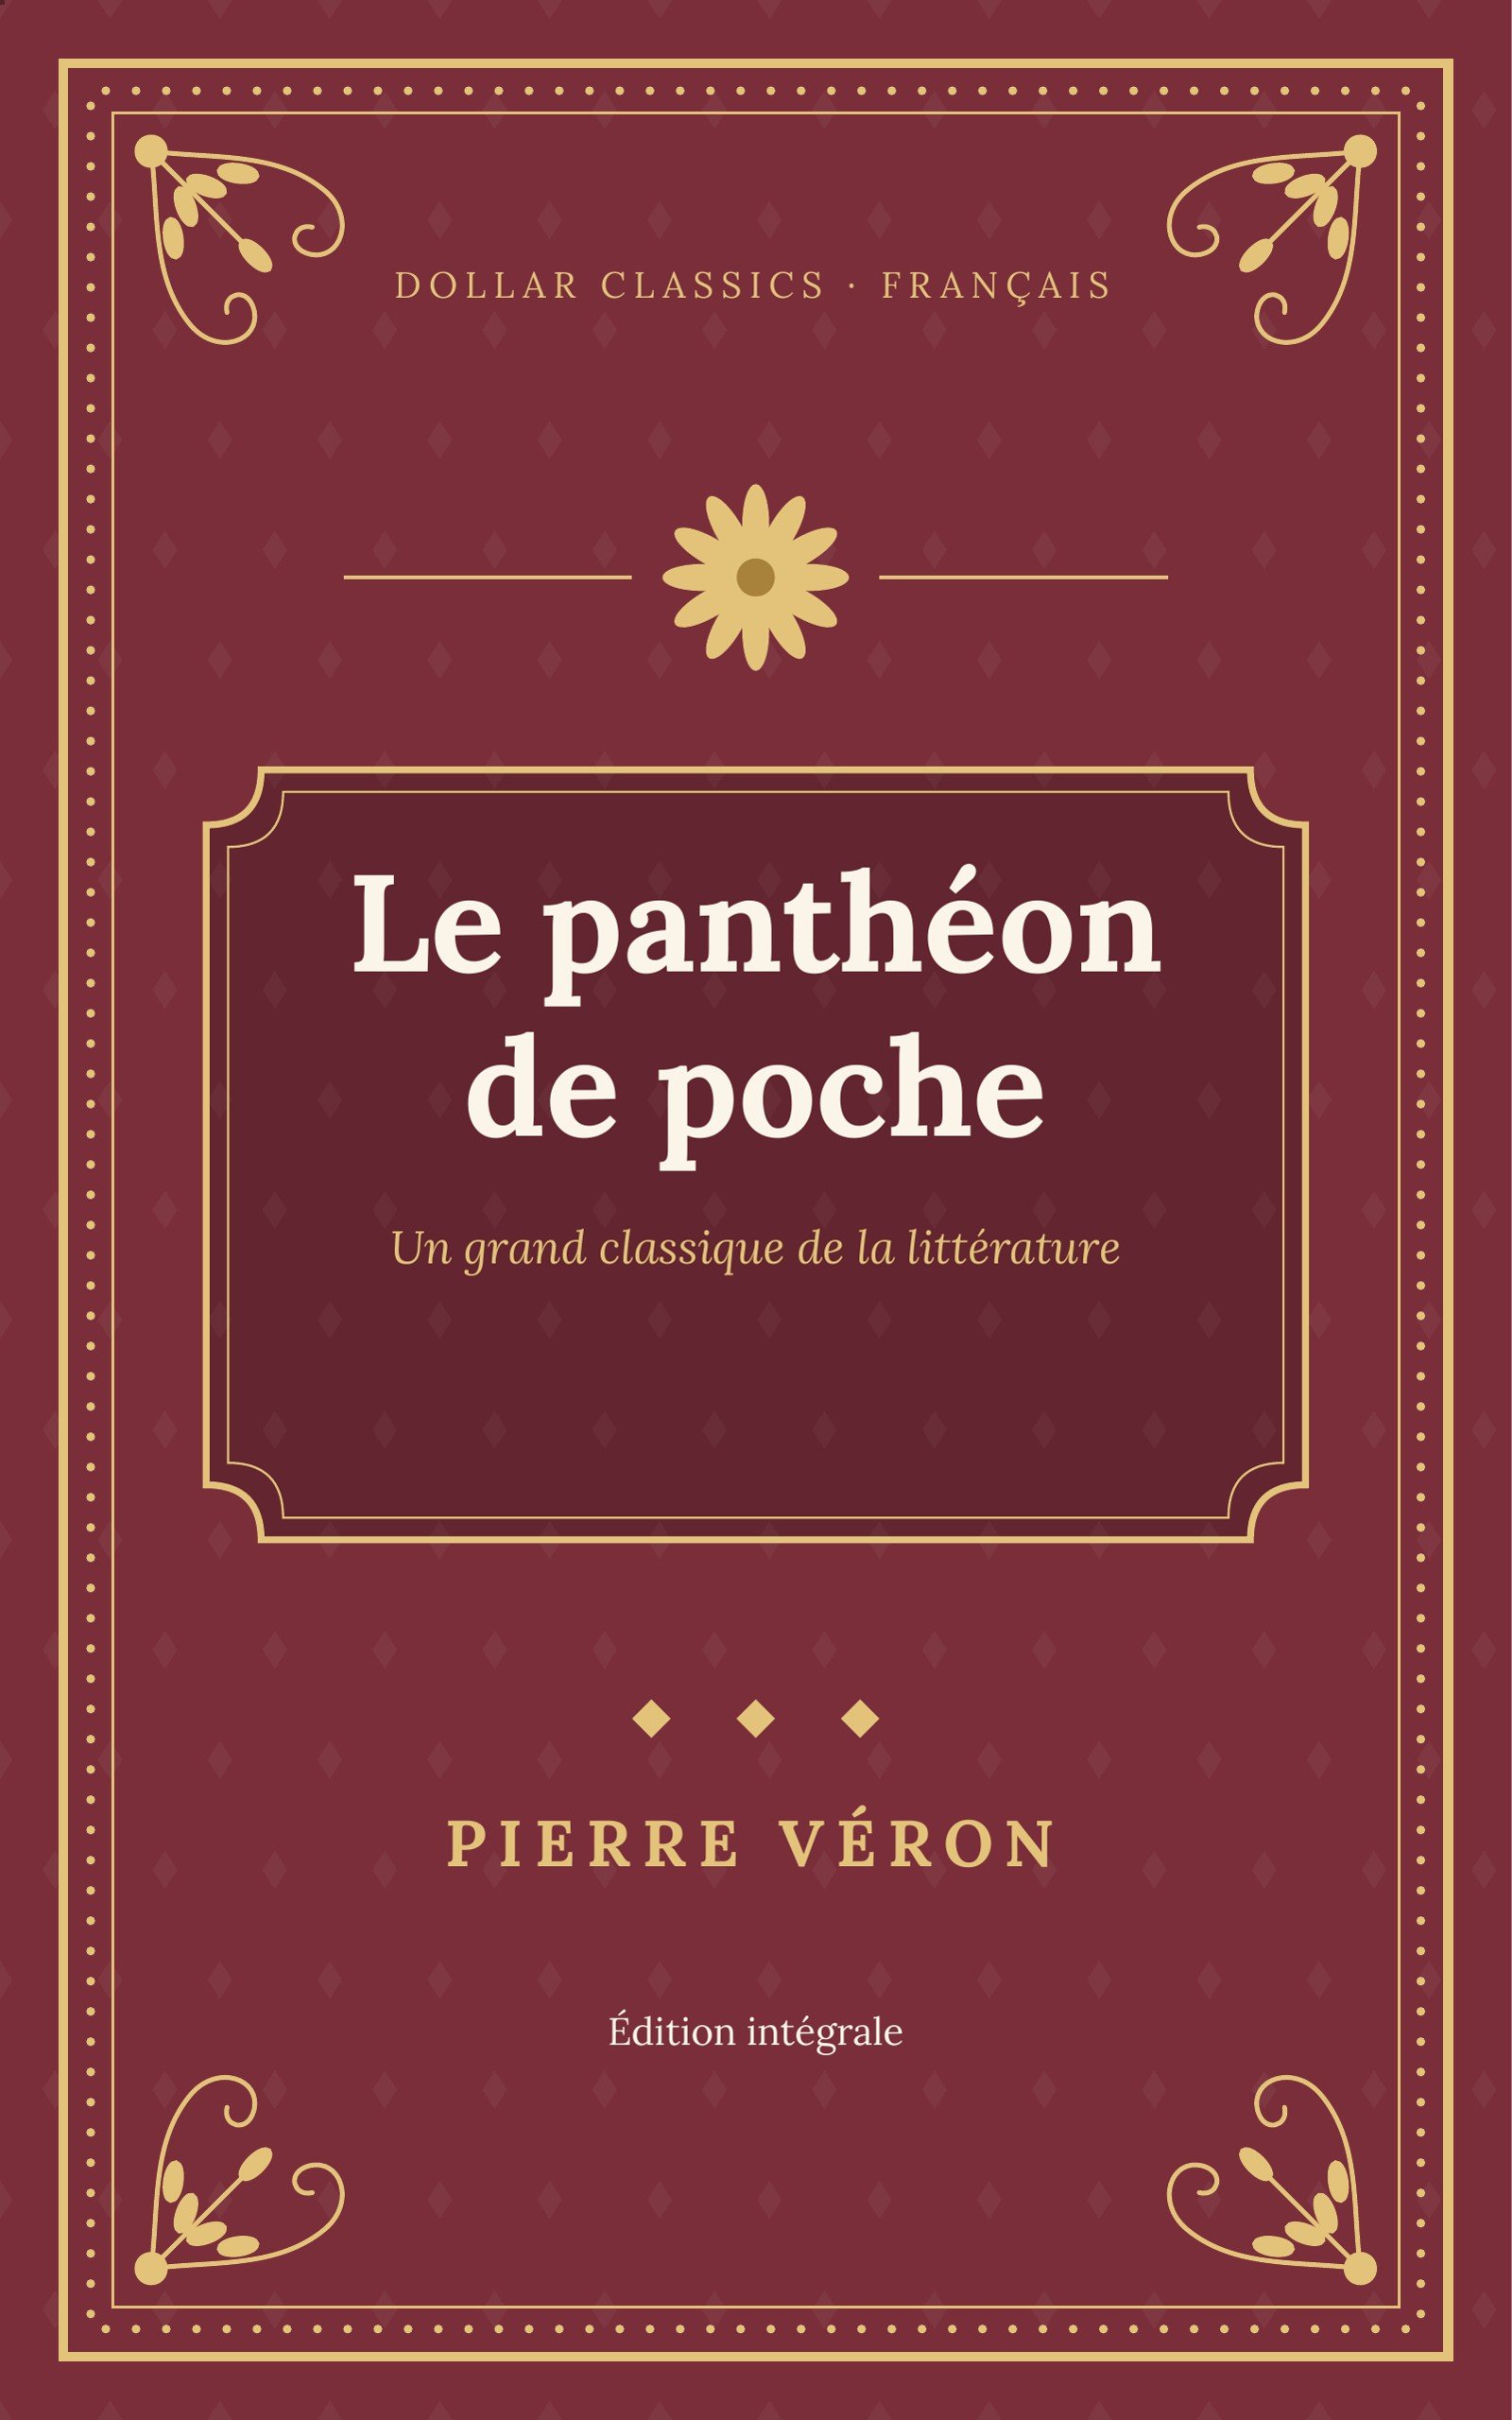 DOLLAR CLASSICS · FRANÇAIS
Le panthéon
de poche
Un grand classique de la littérature
PIERRE VÉRON
Édition intégrale